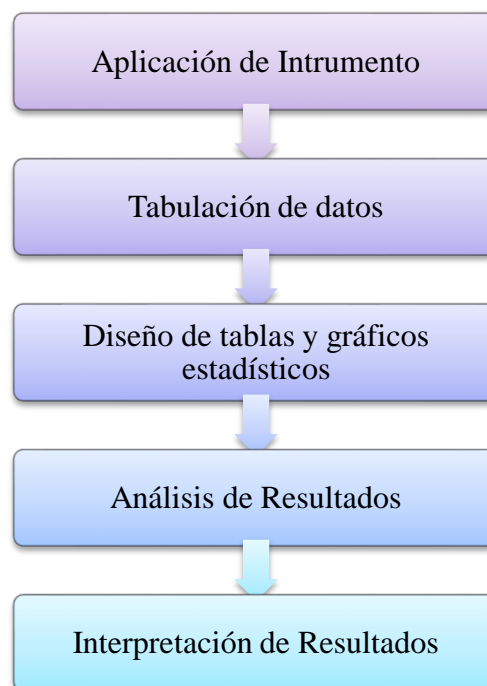 Aplicación de Intrumento
Tabulación de datos
Diseño de tablas y gráficos
estadísticos
Análisis de Resultados
Interpretación de Resultados